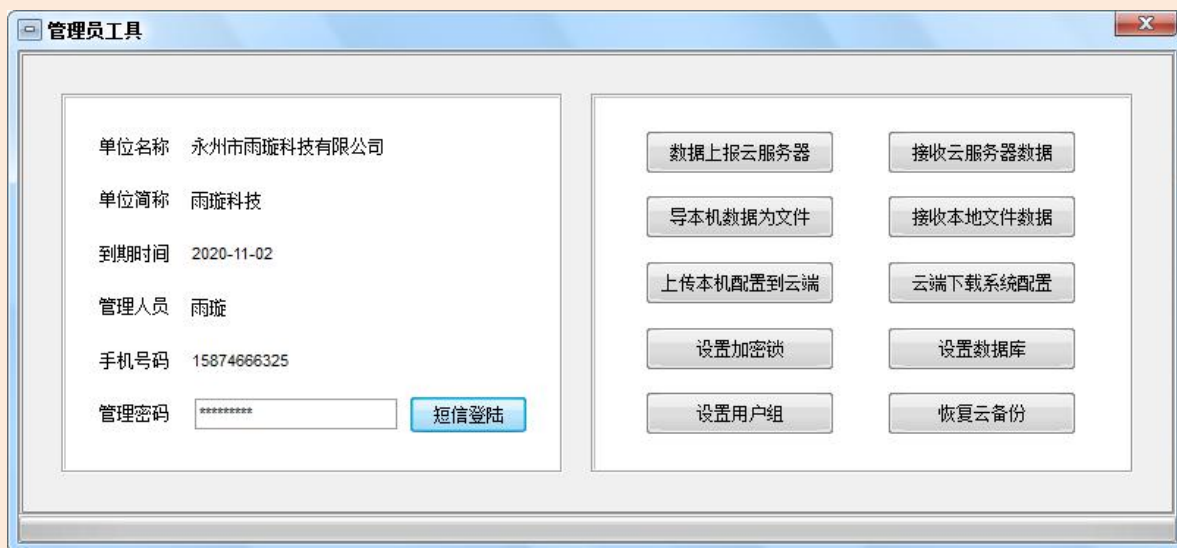 管理员工具
单位名称 永州市雨璇科技有限公司
单位简称 雨璇科技
到期时间 2020-11-02
管理人员 雨璇
手机号码 15874666325
管理密码 ********* 短信登陆
数据上报云服务器 接收云服务器数据
导本机数据为文件 接收本地文件数据
上传本机配置到云端 云端下载系统配置
设置加密锁 设置数据库
设置用户组 恢复云备份